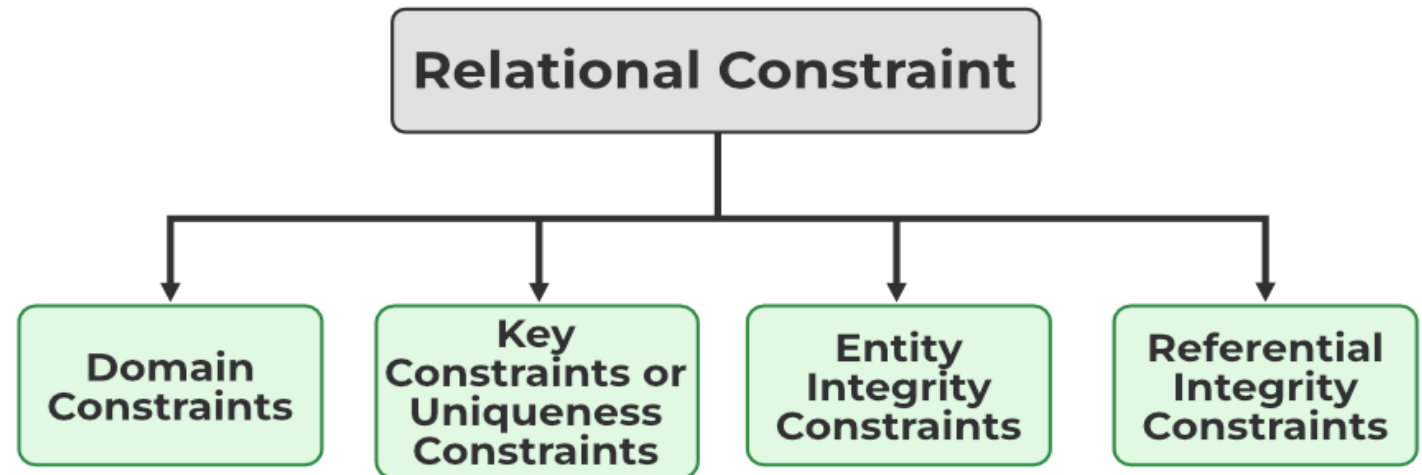 Relational Constraint
Domain
Constraints
Key
Constraints or
Uniqueness
Constraints
Entity
Integrity
Constraints
Referential
Integrity
Constraints